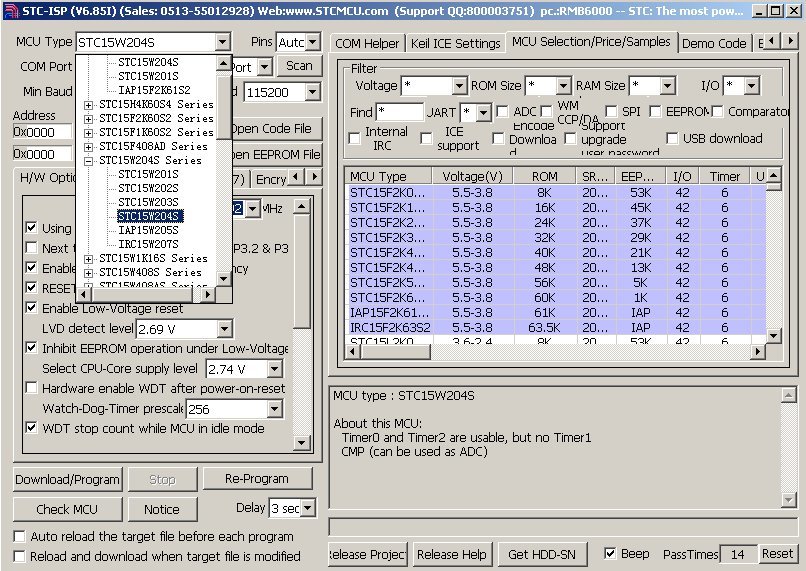 STC-ISP (V6.85I) (Sales: 0513-55012928) Web:www.STCMCU.com (Support QQ:800003751) pc.:RMB6000 -- STC: The most pow...
MCU Type STC15W204S Pins Autc
COM Port Port Scan
Min Baud d 115200
Address
0x0000 Open Code File
0x0000 Open EEPROM File
STC15W204S
STC15W201S
IAP15F2K61S2
STC15H4K60S4 Series
STC15F2K60S2 Series
STC15F1K60S2 Series
STC15F408AD Series
STC15W204S Series
STC15W201S
STC15W202S
STC15W203S
STC15W204S
IAP15W205S
IRC15W207S
STC15W1K16S Series
STC15W408S Series
STC15W408AS Series
H/W Optio 7) Encry
MHz
Using
Next t P3.2 & P3
Enable ncy
RESET
Enable Low-Voltage reset
LVD detect level 2.69 V
Inhibit EEPROM operation under Low-Voltage
Select CPU-Core supply level 2.74 V
Hardware enable WDT after power-on-reset
Watch-Dog-Timer prescale 256
WDT stop count while MCU in idle mode
Download/Program Stop Re-Program
Check MCU Notice Delay 3 sec
Auto reload the target file before each program
Reload and download when target file is modified
COM Helper Keil ICE Settings MCU Selection/Price/Samples Demo Code E
Filter
Voltage * ROM Size * RAM Size * I/O *
Find * UART * ADC WM CCP/DA SPI EEPROM Comparator
Internal IRC ICE support Encode Downloa d Support upgrade user password USB download
MCU Type Voltage(V) ROM SR... EEP... I/O Timer U
STC15F2K0... 5.5-3.8 8K 20... 53K 42 6
STC15F2K1... 5.5-3.8 16K 20... 45K 42 6
STC15F2K2... 5.5-3.8 24K 20... 37K 42 6
STC15F2K3... 5.5-3.8 32K 20... 29K 42 6
STC15F2K4... 5.5-3.8 40K 20... 21K 42 6
STC15F2K4... 5.5-3.8 48K 20... 13K 42 6
STC15F2K5... 5.5-3.8 56K 20... 5K 42 6
STC15F2K6... 5.5-3.8 60K 20... 1K 42 6
IAP15F2K61... 5.5-3.8 61K 20... IAP 42 6
IRC15F2K63S2 5.5-3.8 63.5K 20... IAP 42 6
STC15L2K0... 3.6-2.4 8K 20... 53K 42 6
MCU type : STC15W204S
About this MCU:
Timer0 and Timer2 are usable, but no Timer1
CMP (can be used as ADC)
Release Project Release Help Get HDD-SN Beep PassTimes 14 Reset